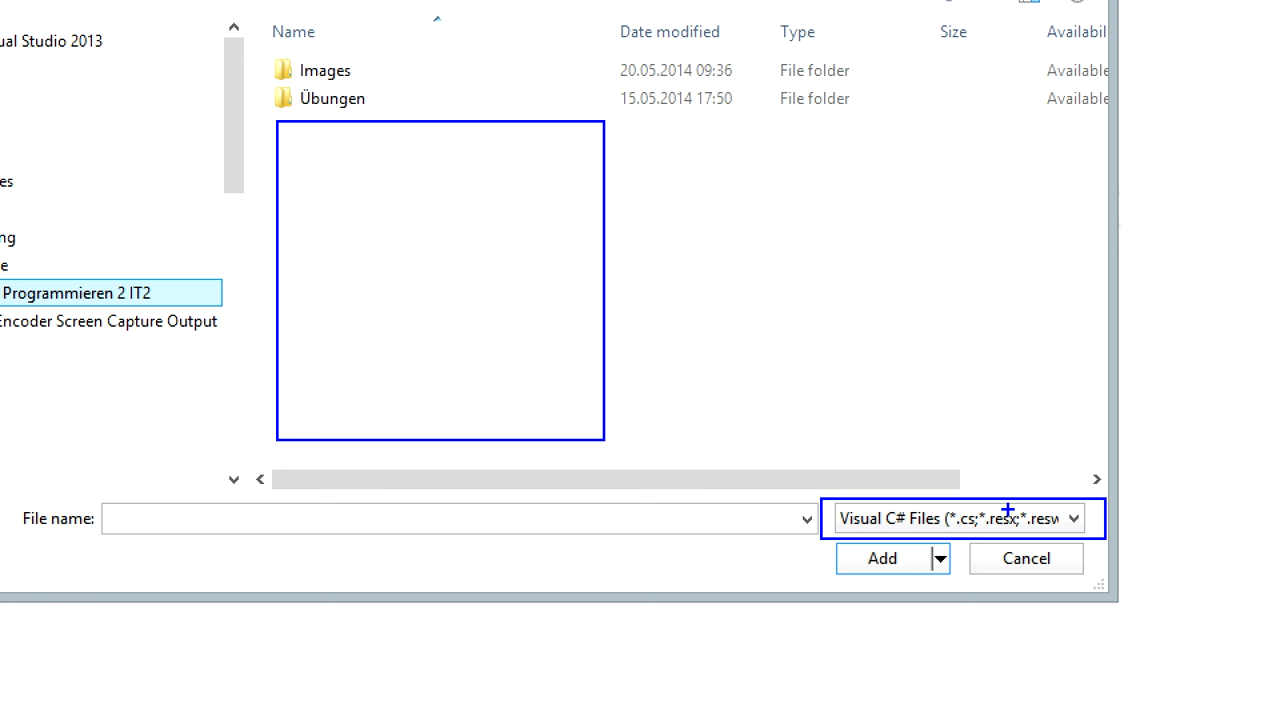 Name Date modified Type Size Availabil
ual Studio 2013
Images 20.05.2014 09:36 File folder Available
Übungen 15.05.2014 17:50 File folder Available
es
ng
e
Programmieren 2 IT2
Encoder Screen Capture Output
File name: Visual C# Files (*.cs;*.resx;*.resw
Add Cancel